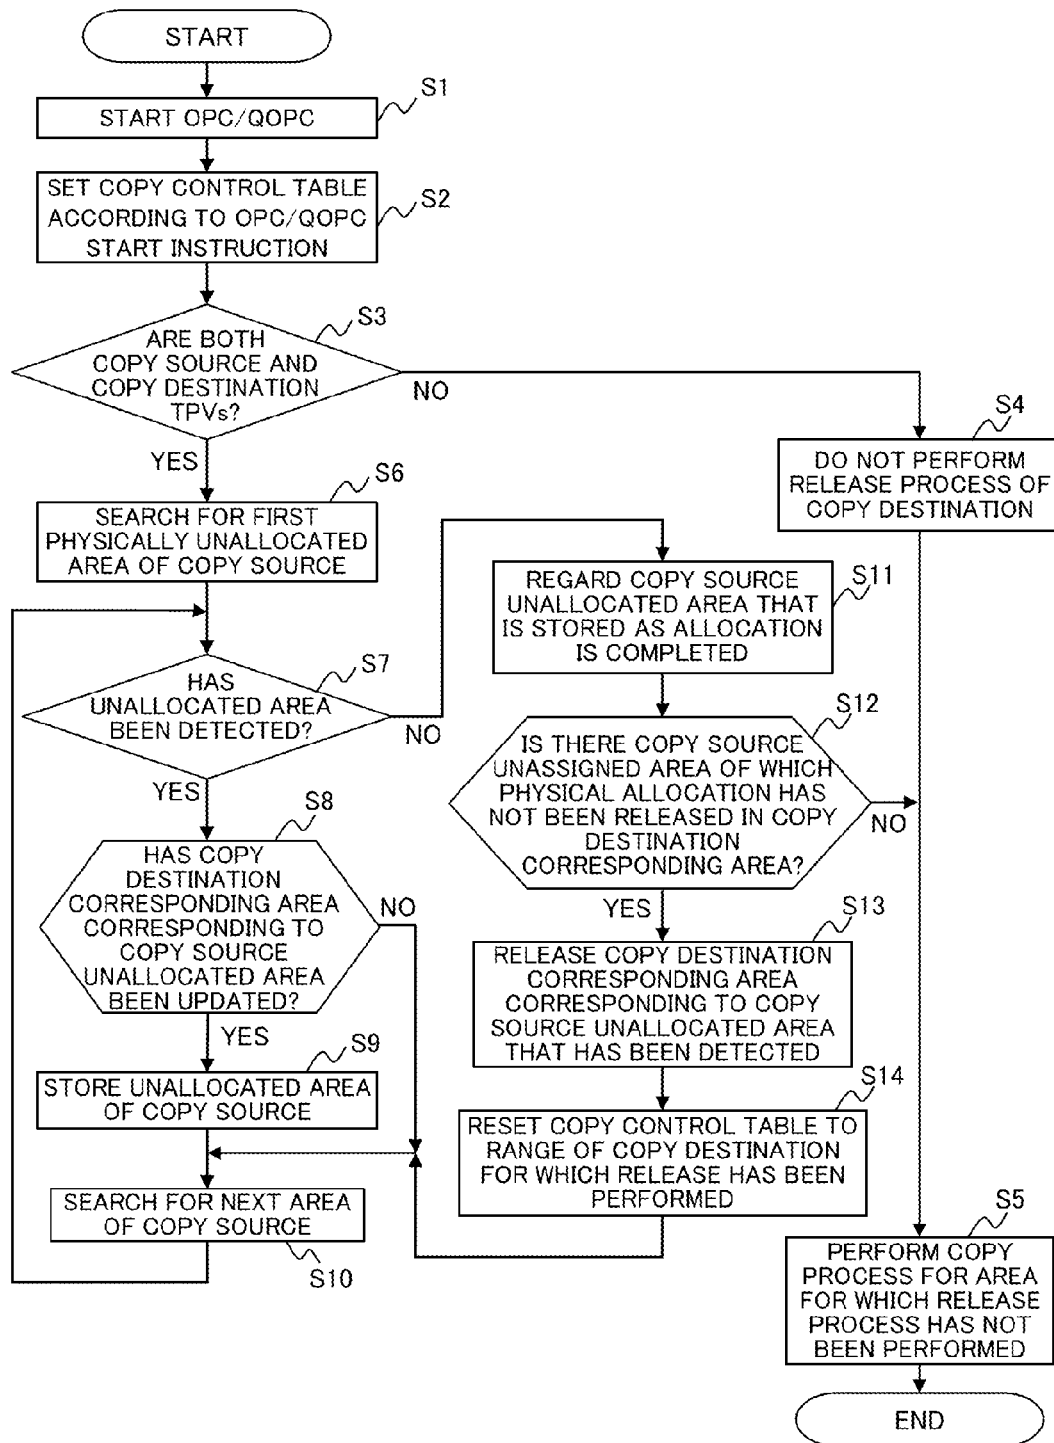 START
S1
START OPC/QOPC
S2
SET COPY CONTROL TABLE
ACCORDING TO OPC/QOPC
START INSTRUCTION
S3
ARE BOTH
COPY SOURCE AND
COPY DESTINATION
TPVs?
NO
YES
S4
DO NOT PERFORM
RELEASE PROCESS OF
COPY DESTINATION
S6
SEARCH FOR FIRST
PHYSICALLY UNALLOCATED
AREA OF COPY SOURCE
S7
HAS
UNALLOCATED AREA
BEEN DETECTED?
NO
YES
S8
HAS COPY
DESTINATION
CORRESPONDING AREA
CORRESPONDING TO
COPY SOURCE
UNALLOCATED AREA
BEEN UPDATED?
NO
YES
S9
STORE UNALLOCATED AREA
OF COPY SOURCE
SEARCH FOR NEXT AREA
OF COPY SOURCE
S10
S11
REGARD COPY SOURCE
UNALLOCATED AREA THAT
IS STORED AS ALLOCATION
IS COMPLETED
S12
IS THERE COPY SOURCE
UNASSIGNED AREA OF WHICH
PHYSICAL ALLOCATION HAS
NOT BEEN RELEASED IN COPY
DESTINATION
CORRESPONDING AREA?
NO
YES
S13
RELEASE COPY DESTINATION
CORRESPONDING AREA
CORRESPONDING TO COPY
SOURCE UNALLOCATED AREA
THAT HAS BEEN DETECTED
S14
RESET COPY CONTROL TABLE TO
RANGE OF COPY DESTINATION
FOR WHICH RELEASE HAS BEEN
PERFORMED
S5
PERFORM COPY
PROCESS FOR AREA
FOR WHICH RELEASE
PROCESS HAS NOT
BEEN PERFORMED
END